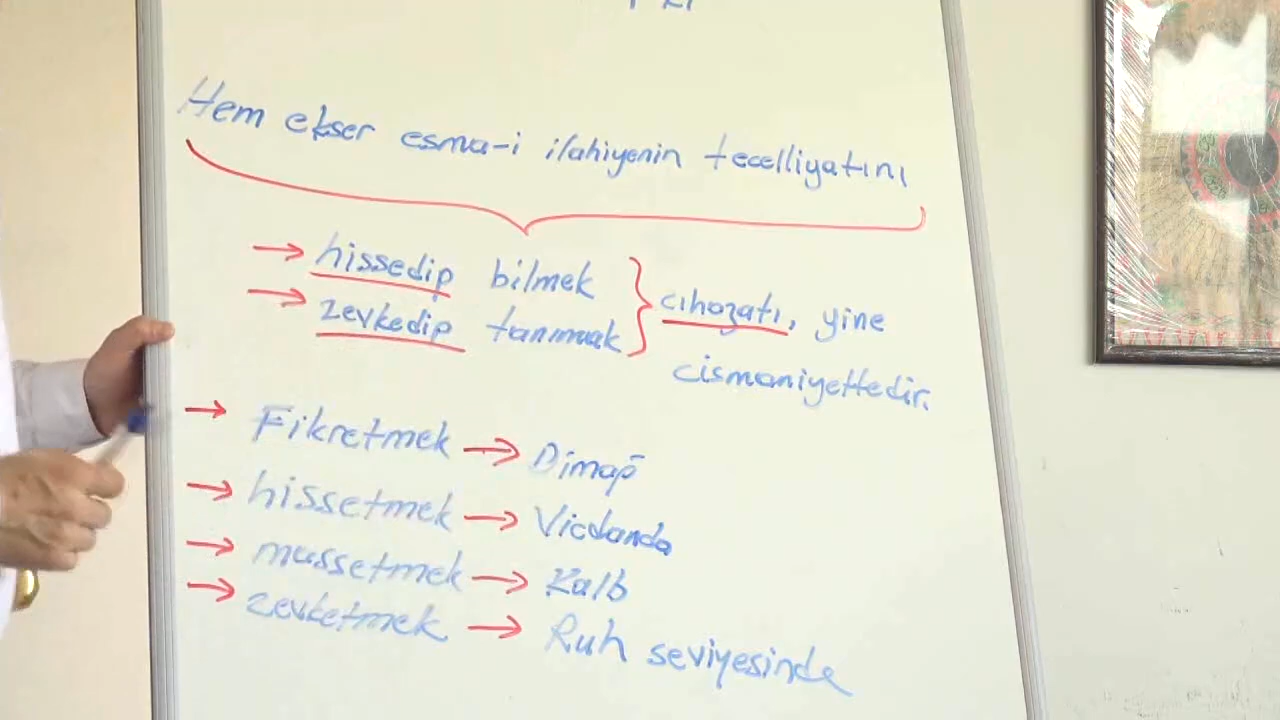 Hem ekser esma-i ilahiyenin tecelliyatını
→ hissedip bilmek
→ zevkedip tanımak
cihazatı, yine
cismaniyettedir.
→ Fikretmek → Dimağ
→ hissetmek → Vicdanda
→ massetmek → Kalb
→ zevketmek → Ruh seviyesinde